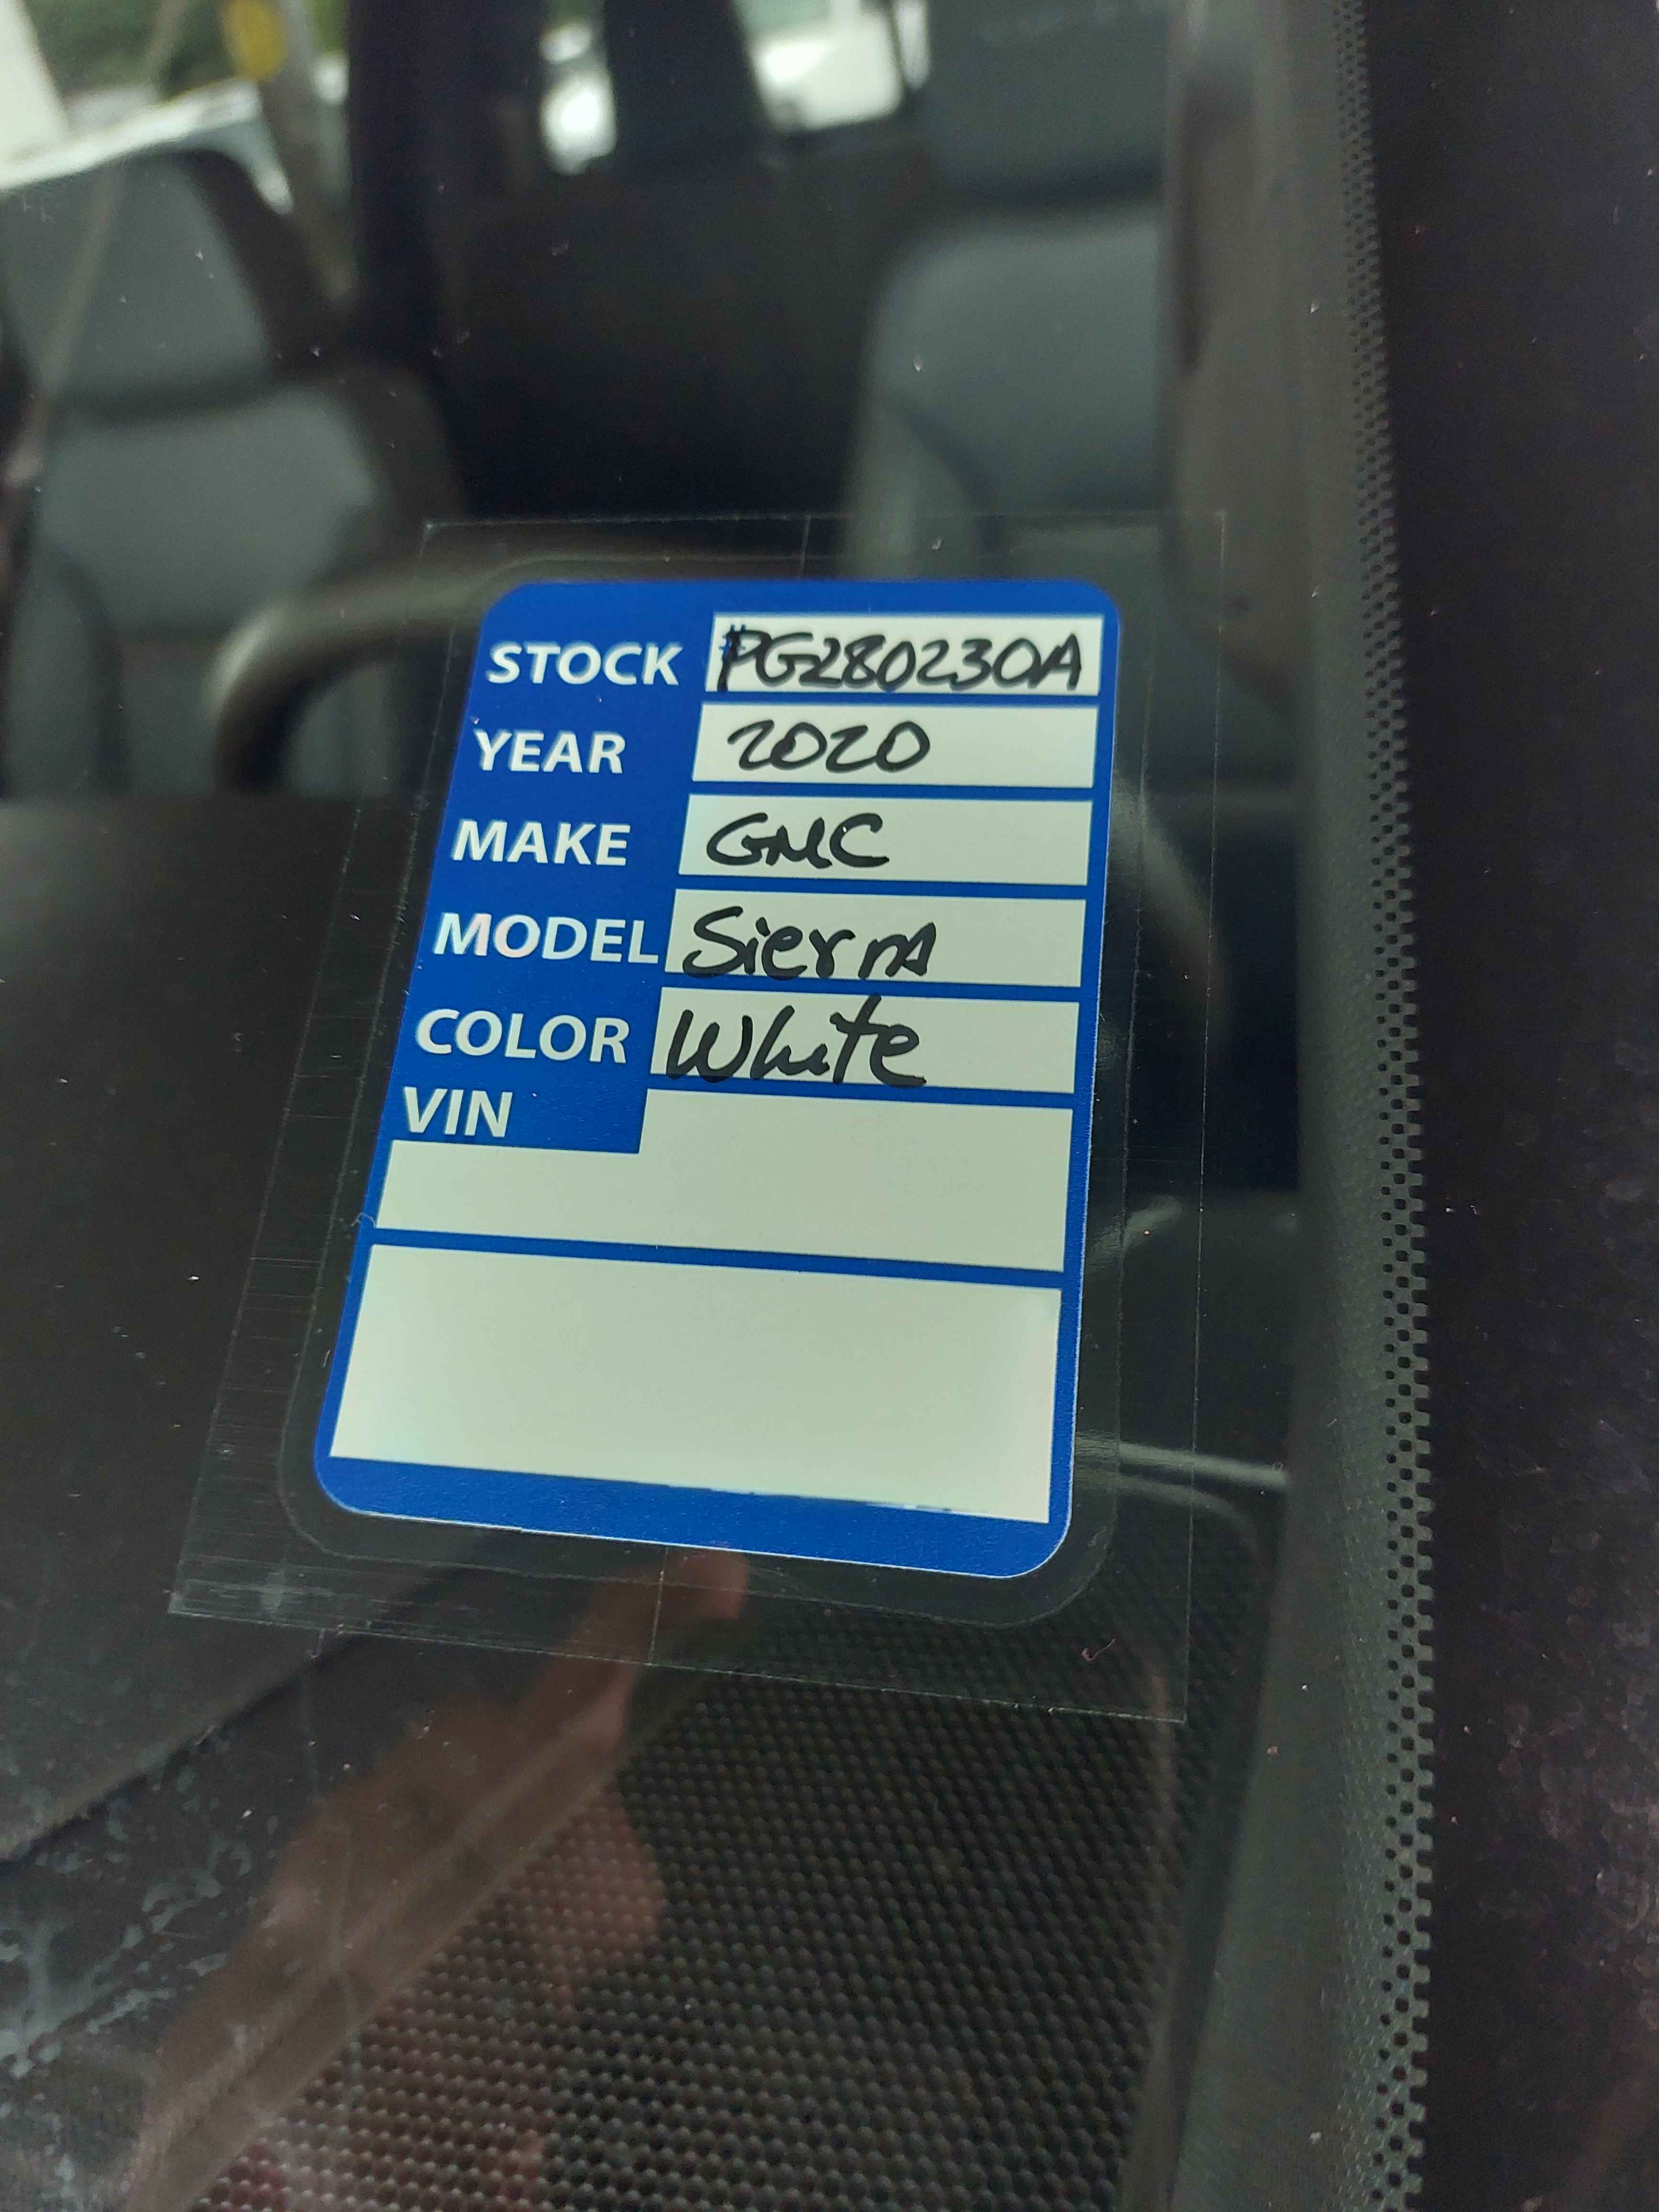 STOCK #PG280230A
YEAR 2020
MAKE GMC
MODEL Sierra
COLOR White
VIN